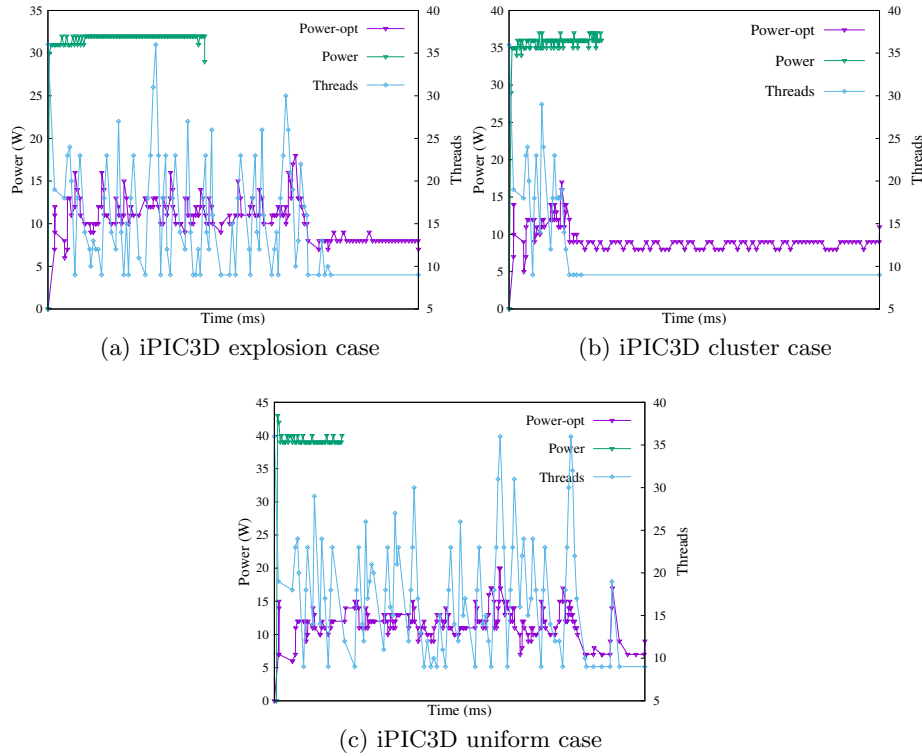 35 40
Power-opt
Power
Threads
30 35
25 30
20 25
15 20
10 15
5 10
0 5
Power (W)
Threads
Time (ms)
(a) iPIC3D explosion case
40 40
Power-opt
Power
Threads
35 35
30 30
25
20 25
15 20
10 15
5 10
0 5
Power (W)
Threads
Time (ms)
(b) iPIC3D cluster case
45 40
Power-opt
Power
Threads
40 35
35
30 30
25 25
20
15 20
10 15
5 10
0 5
Power (W)
Threads
Time (ms)
(c) iPIC3D uniform case